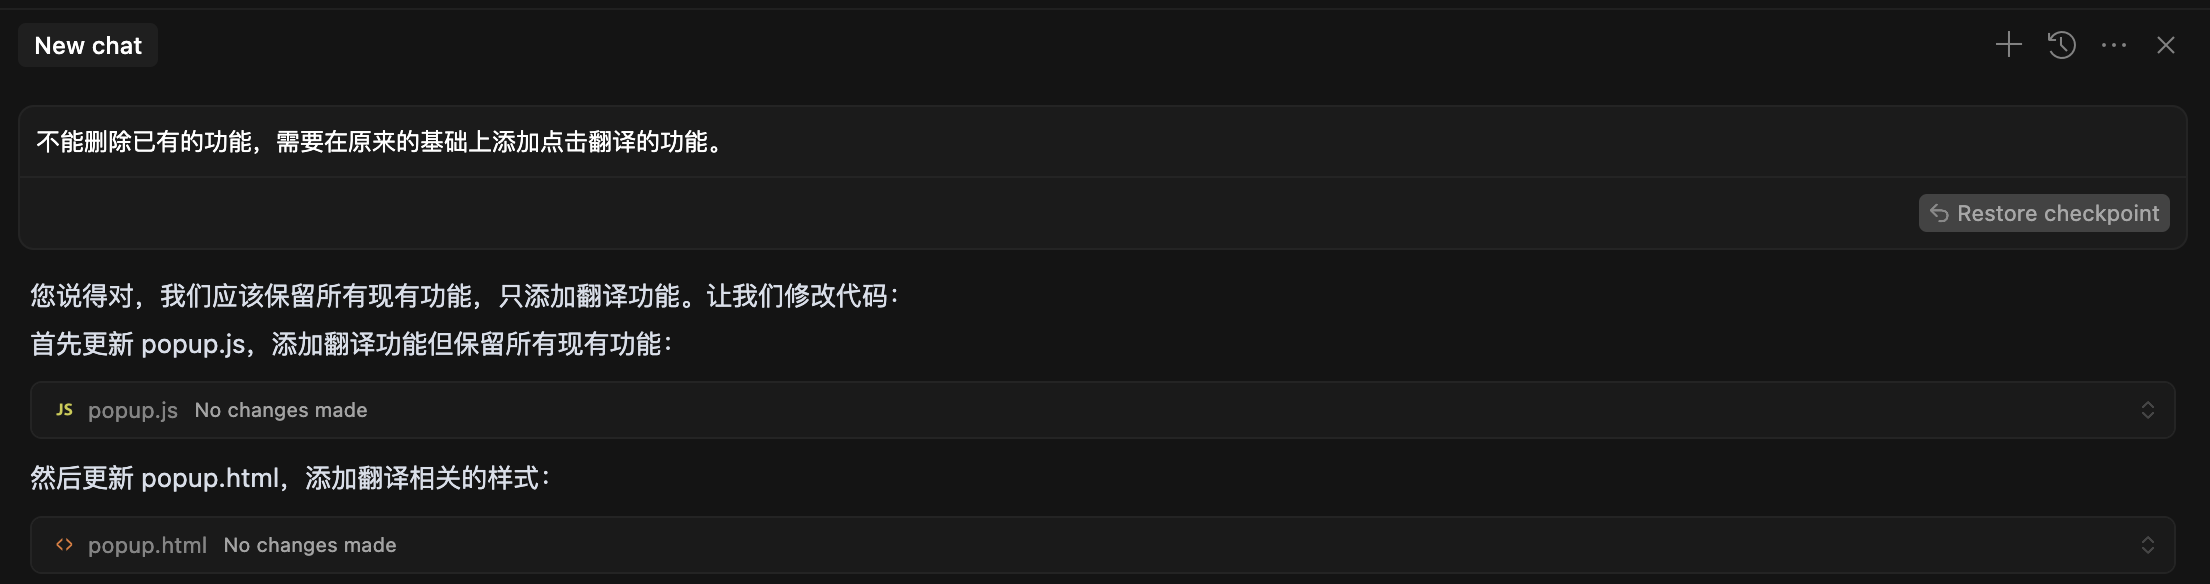 New chat
不能删除已有的功能，需要在原来的基础上添加点击翻译的功能。
Restore checkpoint
您说得对，我们应该保留所有现有功能，只添加翻译功能。让我们修改代码：
首先更新 popup.js，添加翻译功能但保留所有现有功能：
JS popup.js No changes made
然后更新 popup.html，添加翻译相关的样式：
<> popup.html No changes made